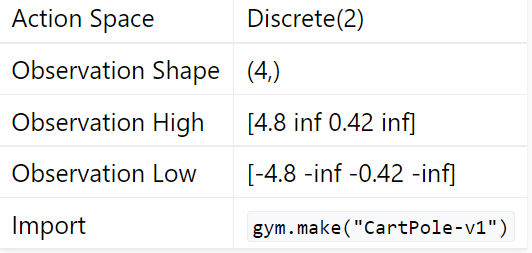 Action Space Discrete(2)
Observation Shape (4,)
Observation High [4.8 inf 0.42 inf]
Observation Low [-4.8 -inf -0.42 -inf]
Import gym.make("CartPole-v1")